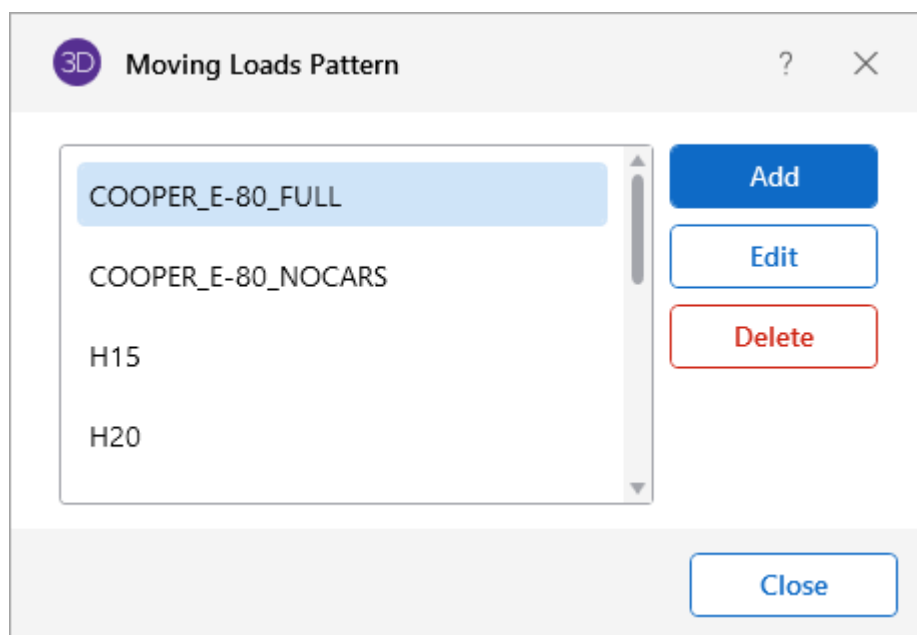 3D Moving Loads Pattern ?
COOPER_E-80_FULL
COOPER_E-80_NOCARS
H15
H20
Add
Edit
Delete
Close